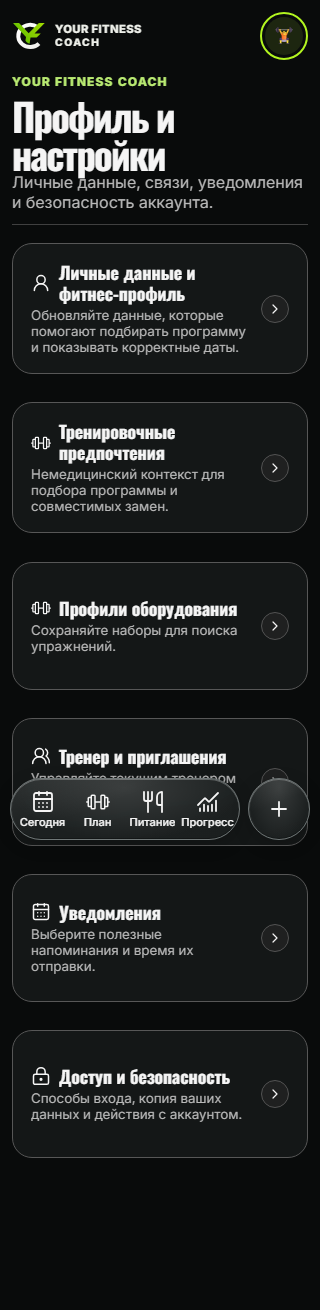 YOUR FITNESS
COACH
YOUR FITNESS COACH
Профиль и
настройки
Личные данные, связи, уведомления
и безопасность аккаунта.
Личные данные и
фитнес-профиль
Обновляйте данные, которые
помогают подбирать программу
и показывать корректные даты.
Тренировочные
предпочтения
Немедицинский контекст для
подбора программы и
совместимых замен.
Профили оборудования
Сохраняйте наборы для поиска
упражнений.
Тренер и приглашения
Управляйте текущим тренером
Сегодня План Питание Прогресс
Уведомления
Выберите полезные
напоминания и время их
отправки.
Доступ и безопасность
Способы входа, копия ваших
данных и действия с аккаунтом.